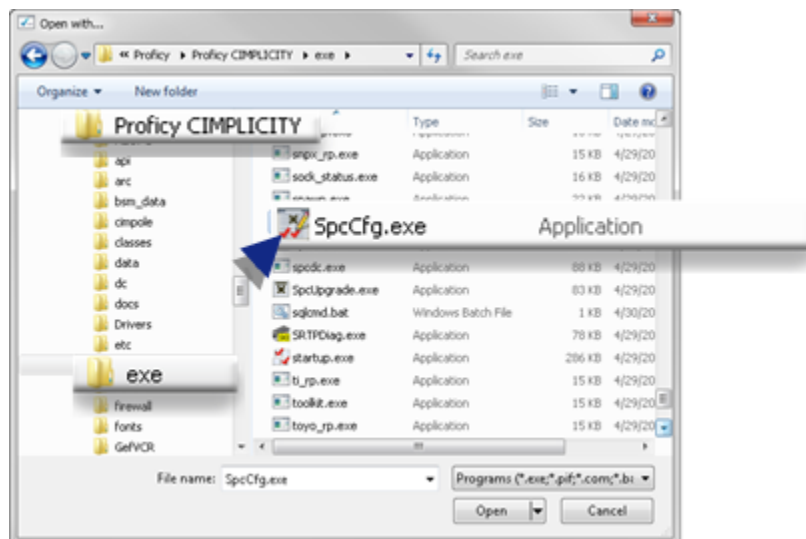 Open with...
« Proficy ▸ Proficy CIMPLICITY ▸ exe ▸ Search exe
Organize New folder
Proficy CIMPLICITY
Type Size Date mo
api
arc
bsm_data
cimpole
classes
data
dc
docs
Drivers
etc
exe
firewall
fonts
GefVCR
snpx_rp.exe Application 15 KB 4/29/20
sock_status.exe Application 16 KB 4/29/20
SpcCfg.exe Application
spcdc.exe Application 88 KB 4/29/20
SpcUpgrade.exe Application 83 KB 4/29/20
sqlcmd.bat Windows Batch File 1 KB 4/30/20
SRTPDiag.exe Application 78 KB 4/29/20
startup.exe Application 286 KB 4/29/20
ti_rp.exe Application 15 KB 4/29/20
toolkit.exe Application 15 KB 4/29/20
toyo_rp.exe Application 15 KB 4/29/20
File name: SpcCfg.exe Programs (*.exe;*.pif;*.com;*.ba
Open Cancel